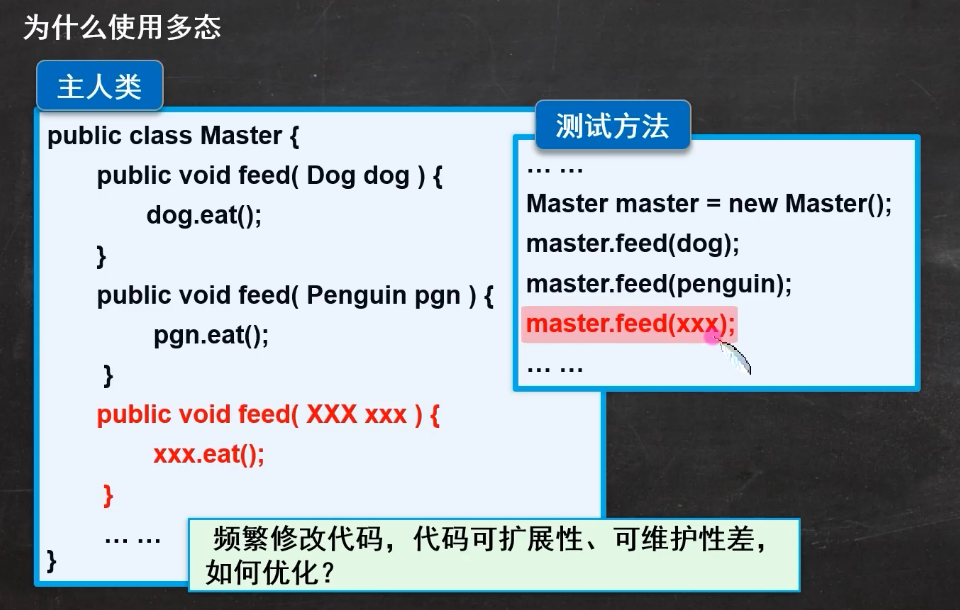 为什么使用多态
主人类
public class Master {
public void feed( Dog dog ) {
dog.eat();
}
public void feed( Penguin pgn ) {
pgn.eat();
}
public void feed( XXX xxx ) {
xxx.eat();
}
… …
}
测试方法
… …
Master master = new Master();
master.feed(dog);
master.feed(penguin);
master.feed(xxx);
… …
频繁修改代码，代码可扩展性、可维护性差，
如何优化？